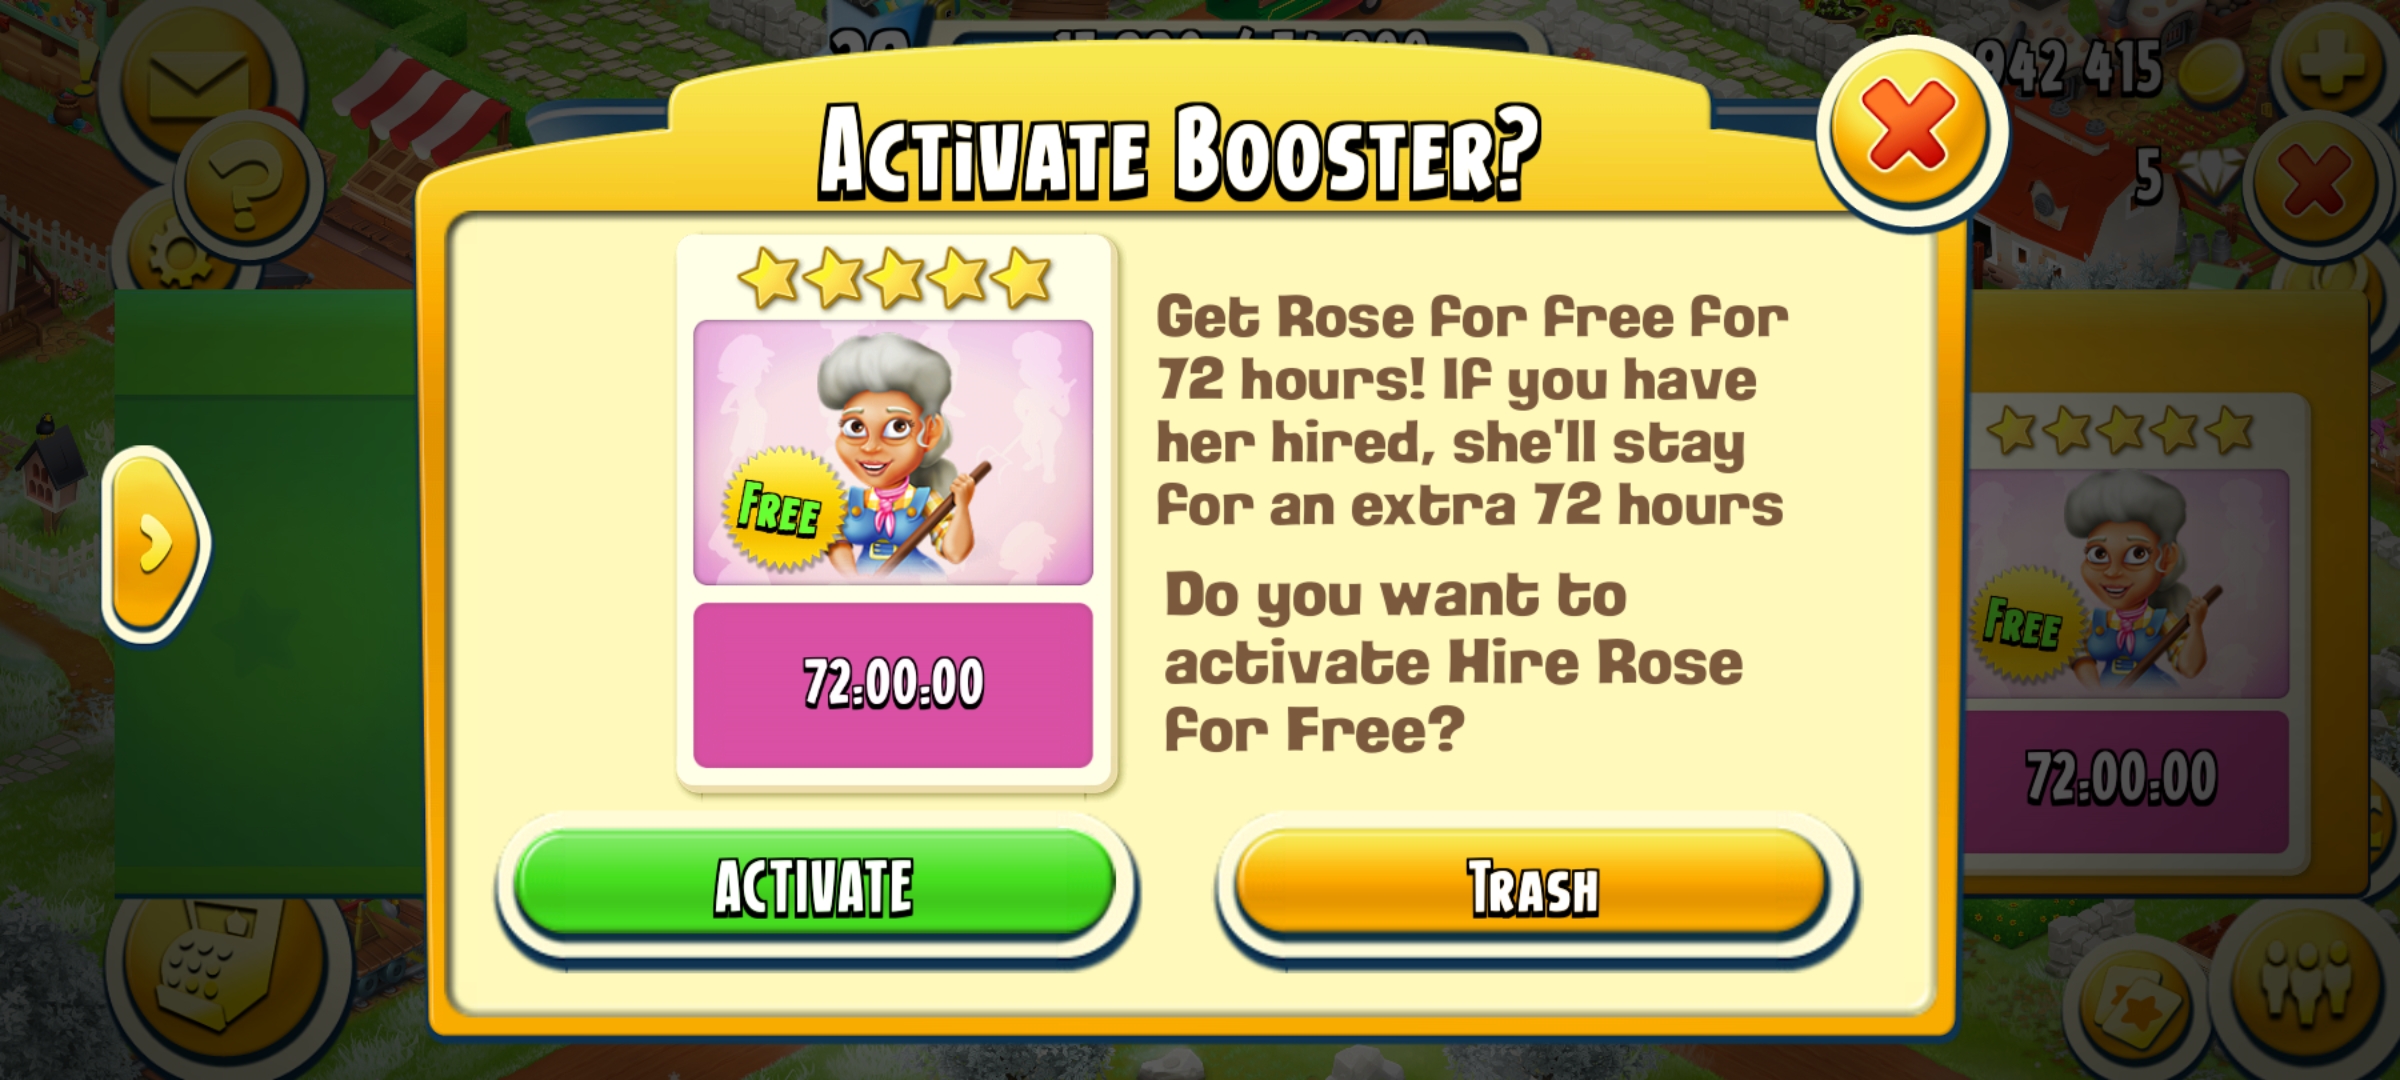 942 415
Activate Booster?
5
Get Rose for free for
72 hours! If you have
her hired, she'll stay
for an extra 72 hours
Free
Do you want to
activate Hire Rose
for Free?
72:00:00
Free
72:00:00
ACTIVATE
Trash